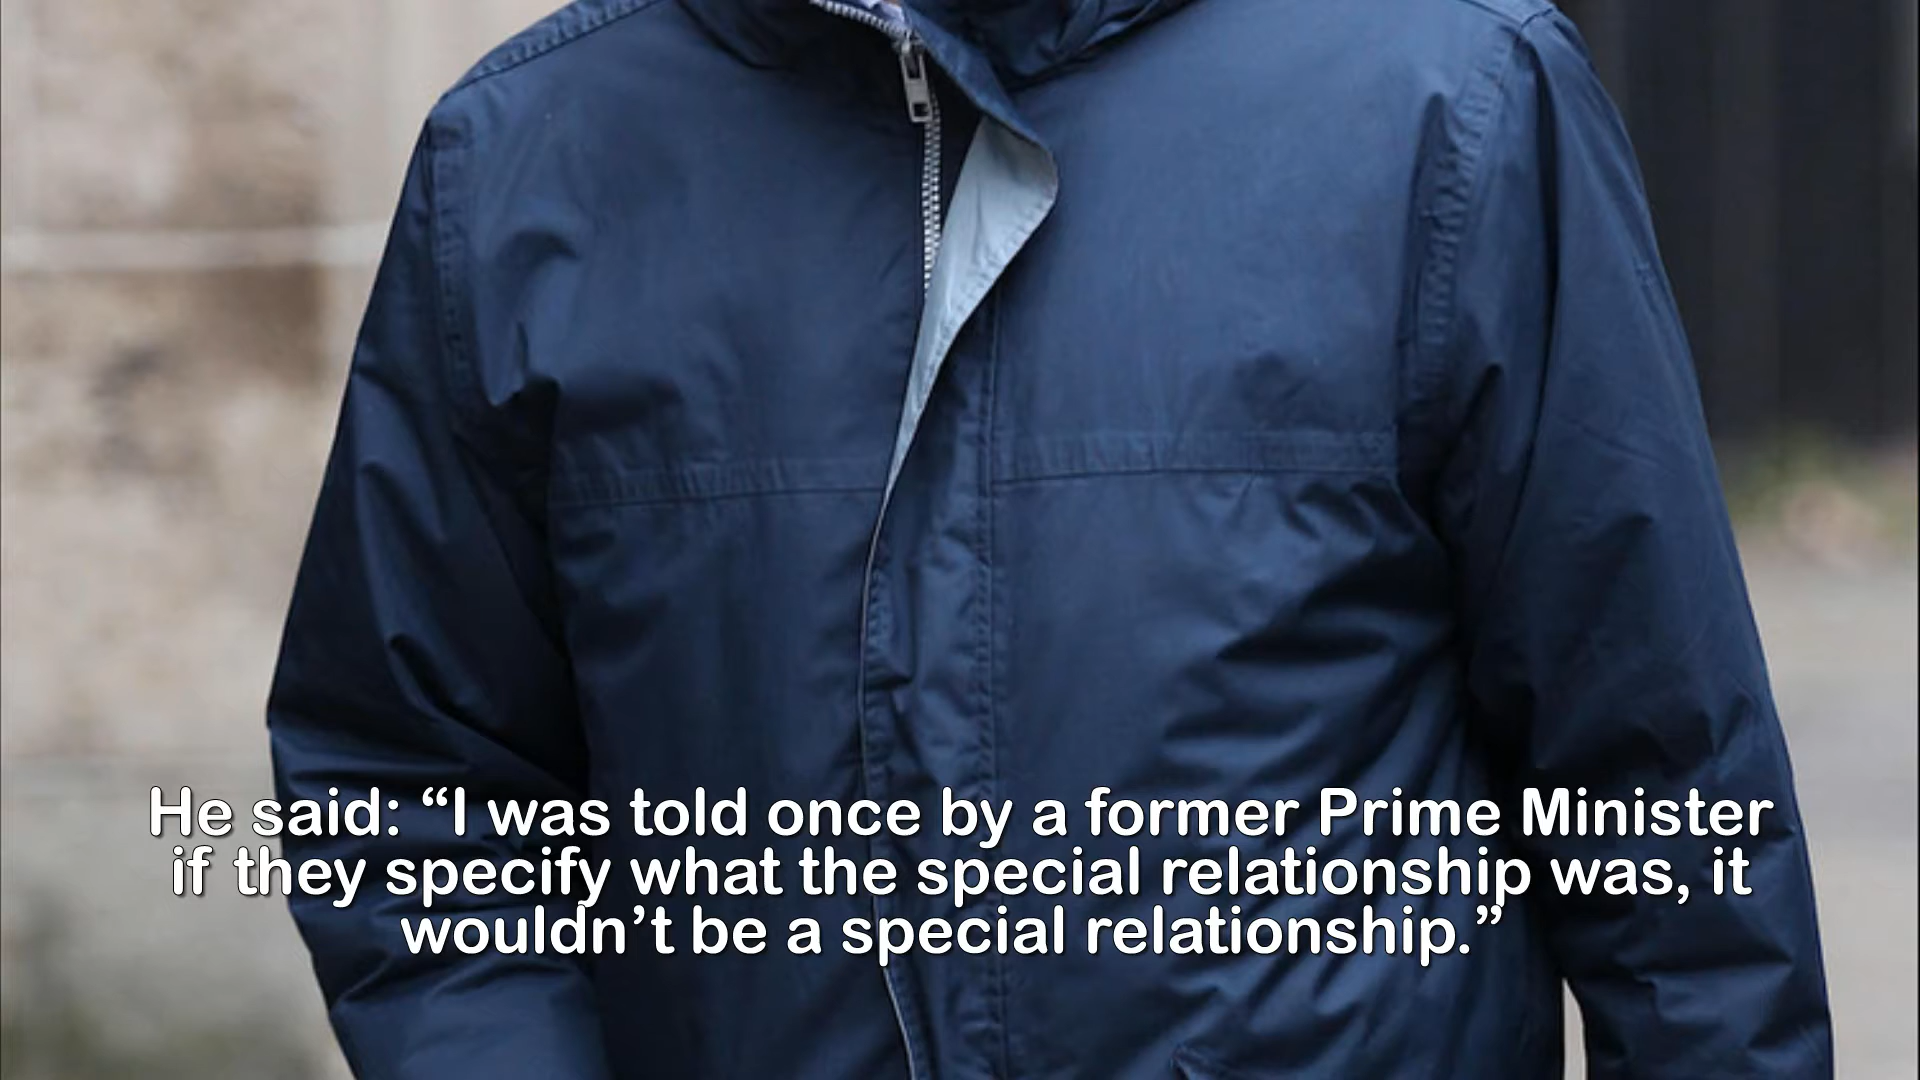 He said: “I was told once by a former Prime Minister
if they specify what the special relationship was, it
wouldn’t be a special relationship.”